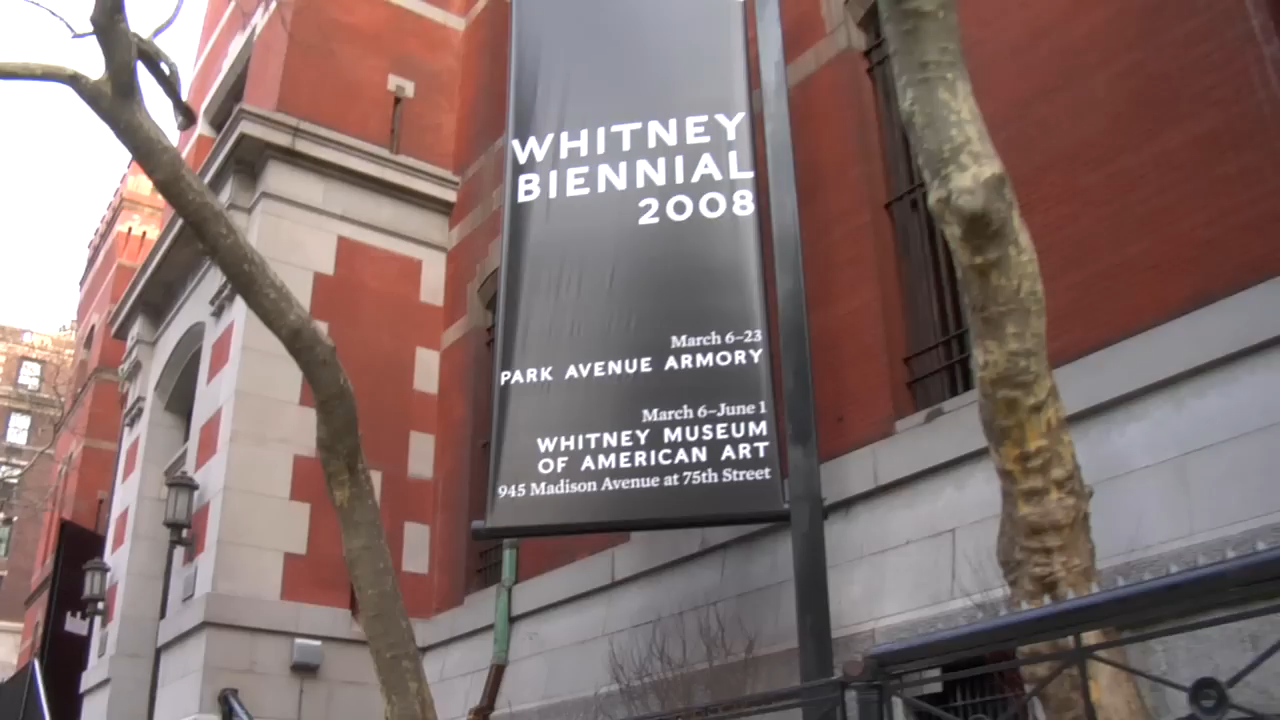 WHITNEY
BIENNIAL
2008
March 6–23
PARK AVENUE ARMORY
March 6–June 1
WHITNEY MUSEUM
OF AMERICAN ART
945 Madison Avenue at 75th Street